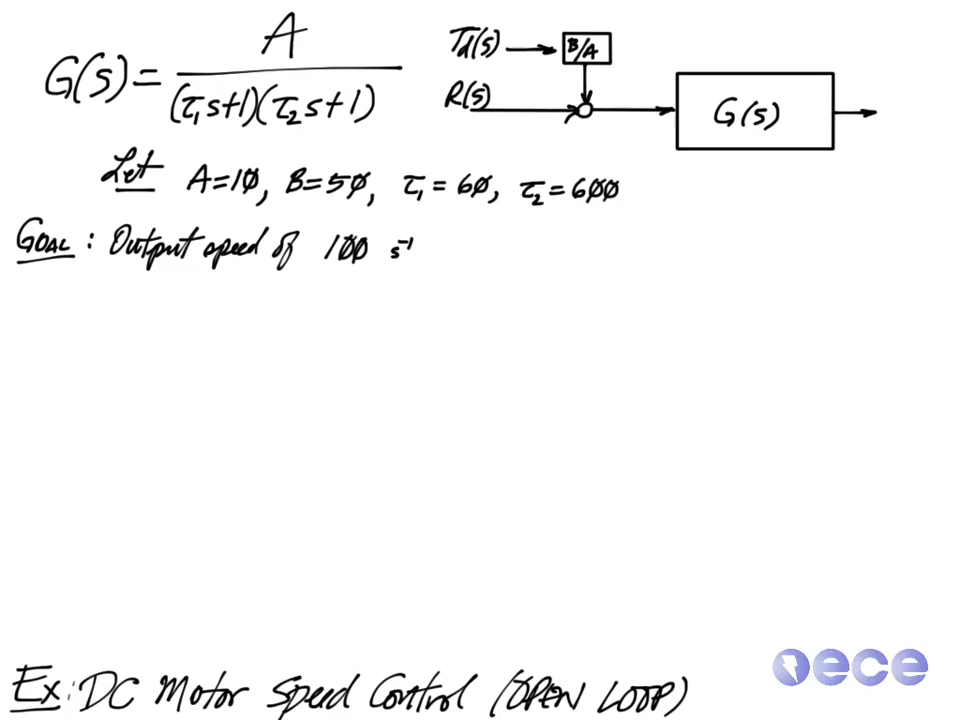 G(s) = A / (τ₁s+1)(τ₂s+1)
Td(s)
B/A
R(s)
G(s)
Let A=10, B=50, τ₁ = 60, τ₂ = 600
GOAL: Output speed of 100 s⁻¹
Ex: DC Motor Speed Control (OPEN LOOP)
ece